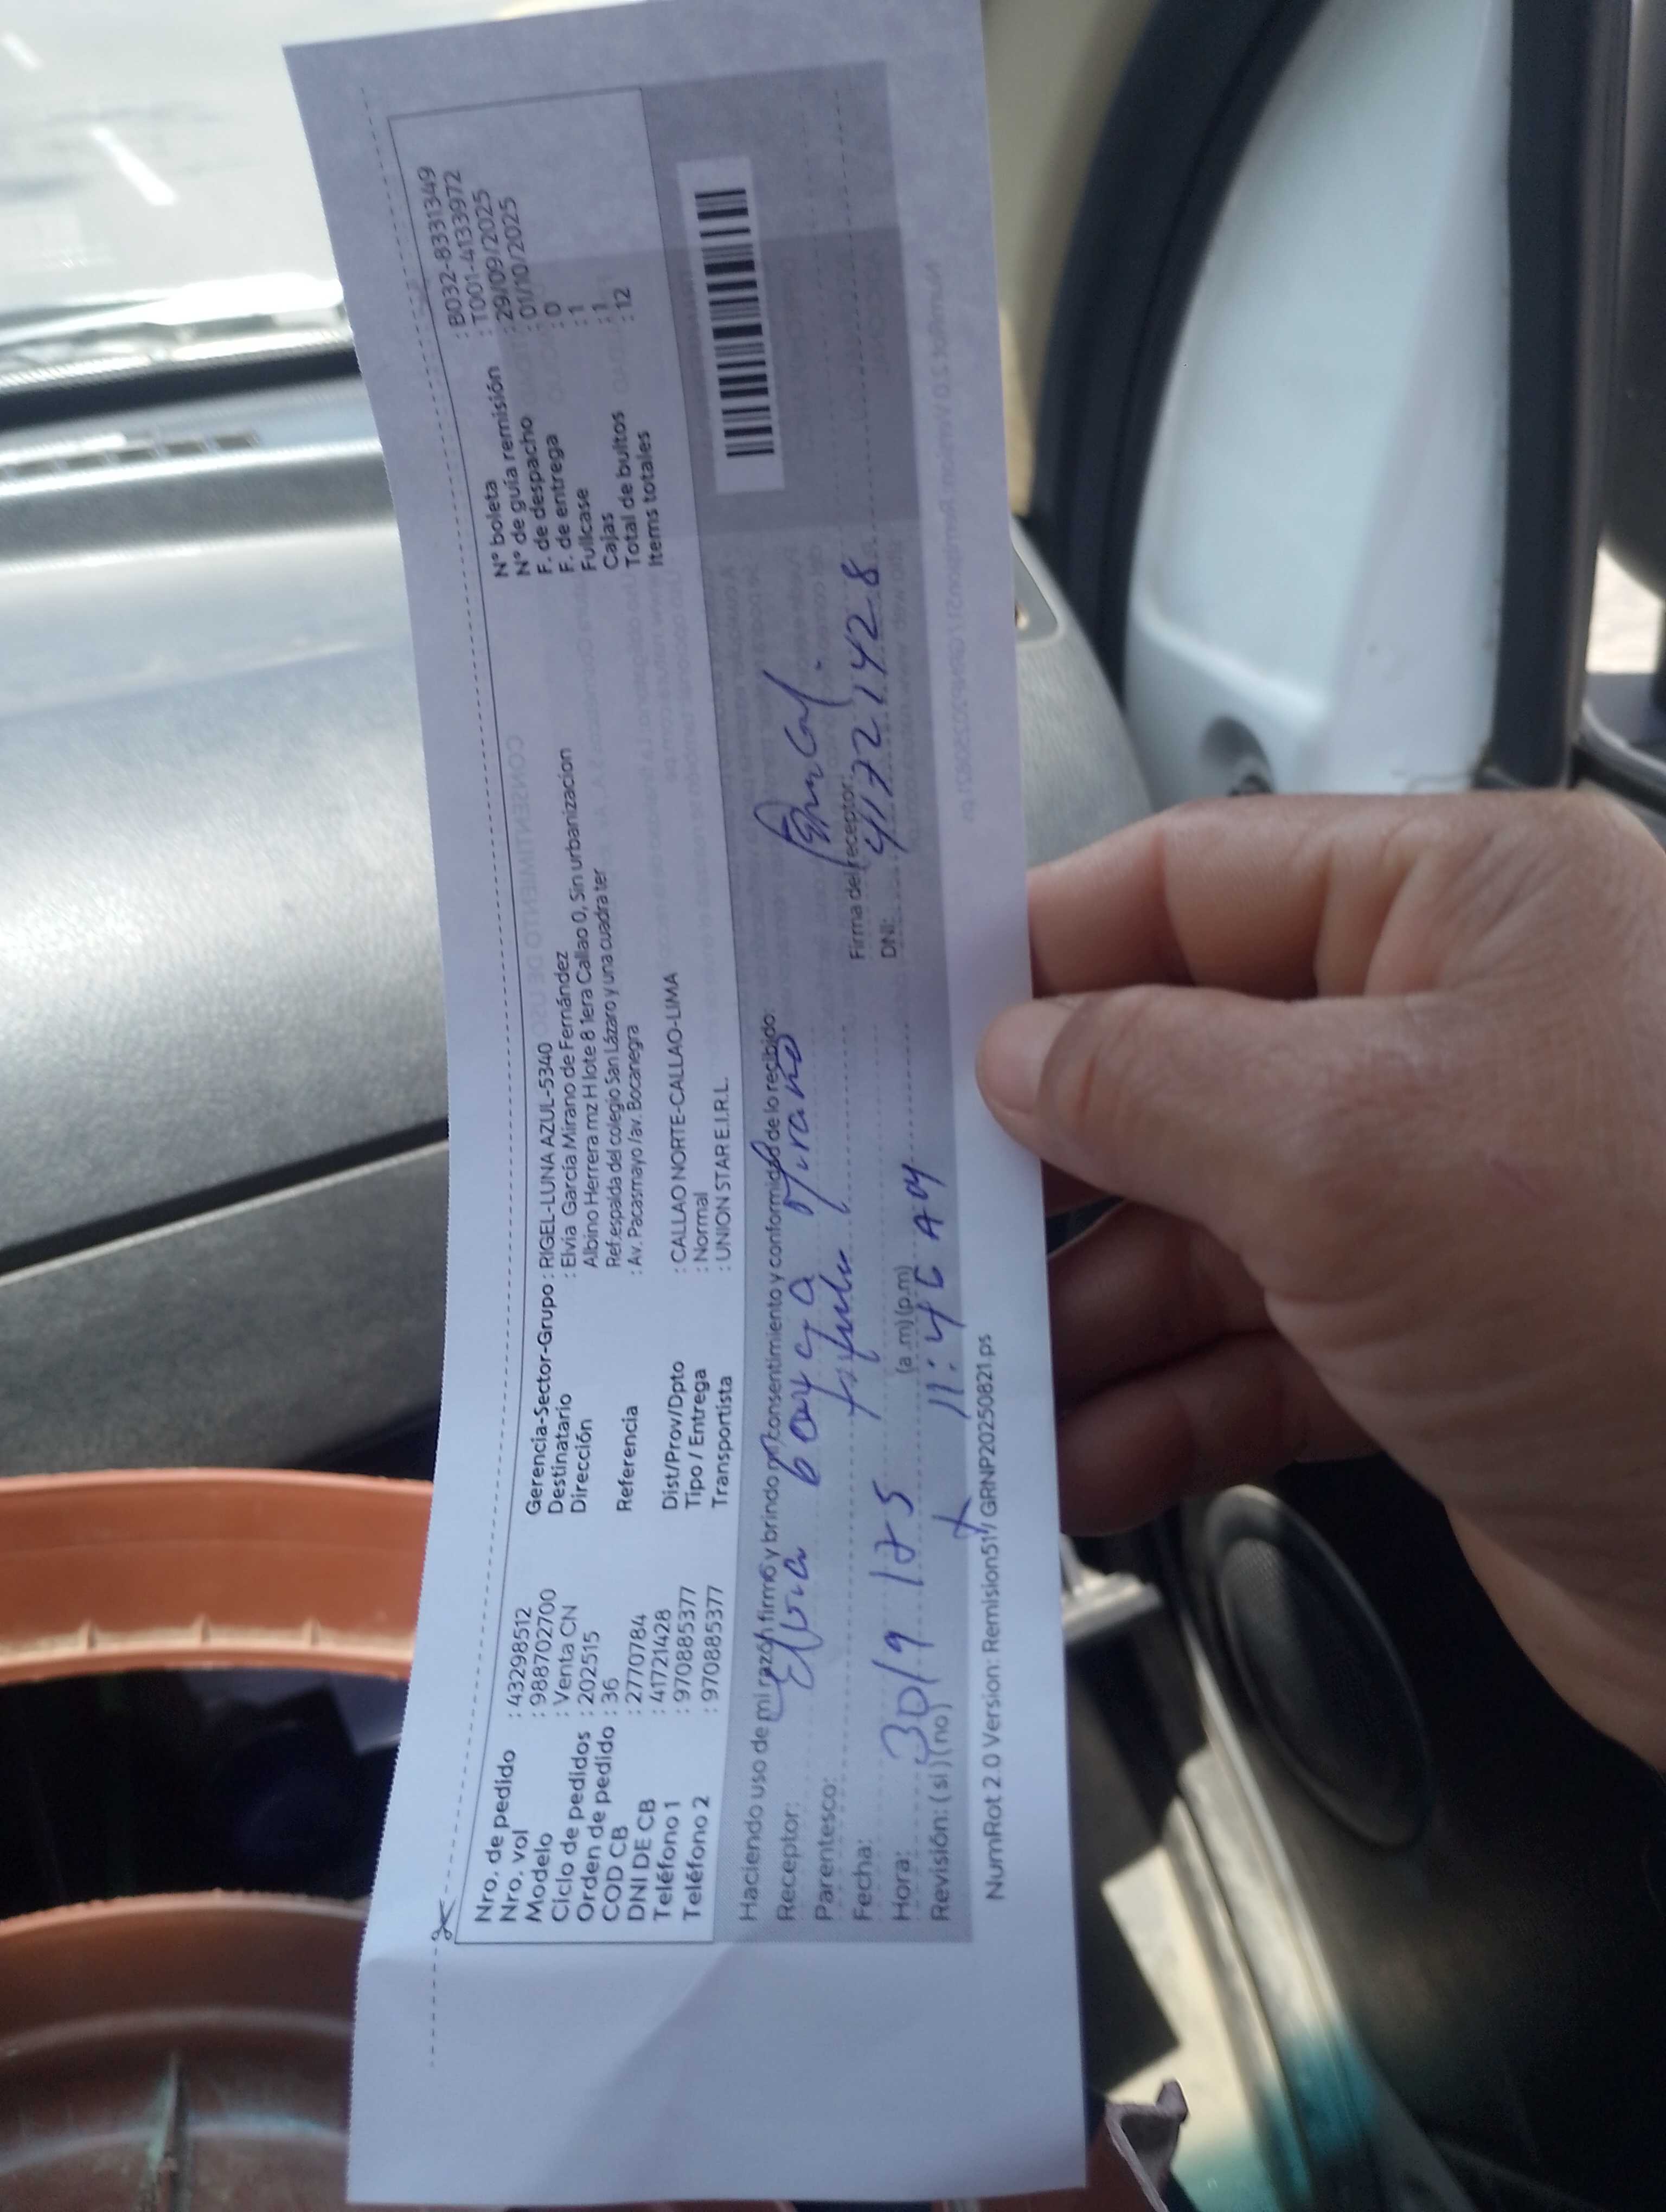 Nro. de pedido : 43298512
Nro. vol : 988702700
Modelo : Venta CN
Ciclo de pedidos : 202515
Orden de pedido : 36
COD CB : 27707784
DNI DE CB : 41721428
Teléfono 1 : 970885377
Teléfono 2 : 970885377
Gerencia-Sector-Grupo : RIGEL-LUNA AZUL-5340
Destinatario : Elvia García Mirano de Fernández
Dirección Albino Herrera mz H lote 8 1era Callao 0, Sin urbanizacion
Ref.espalda del colegio San Lázaro y una cuadra ter
Referencia : Av. Pacasmayo /av. Bocanegra
Dist/Prov/Dpto : CALLAO NORTE-CALLAO-LIMA
Tipo / Entrega : Normal
Transportista : UNION STAR E.I.R.L.
N° boleta : B032-8331349
N° de guía remisión : T001-4133972
F. de despacho : 29/09/2025
F. de entrega : 01/10/2025
Fullcase : 0
Cajas : 1
Total de bultos : 1
Items totales : 12
Haciendo uso de mi razón firmo y brindo mi consentimiento y conformidad de lo recibido:
Receptor: Elvia García Mirano
Parentesco:
Fecha: 30/9
Hora: (a.m) (p.m)
11:46 AM
Revisión: ( si ) ( no )
Firma del receptor:
DNI: 41721428
NumRot 2.0 Version: Remision51 / GRNP20250821.ps